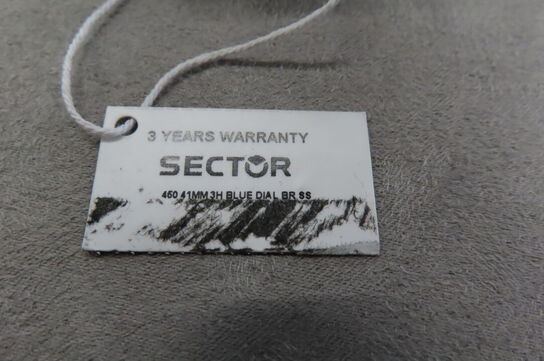 3 YEARS WARRANTY
SECTOR
450 41MM 3H BLUE DIAL BR SS